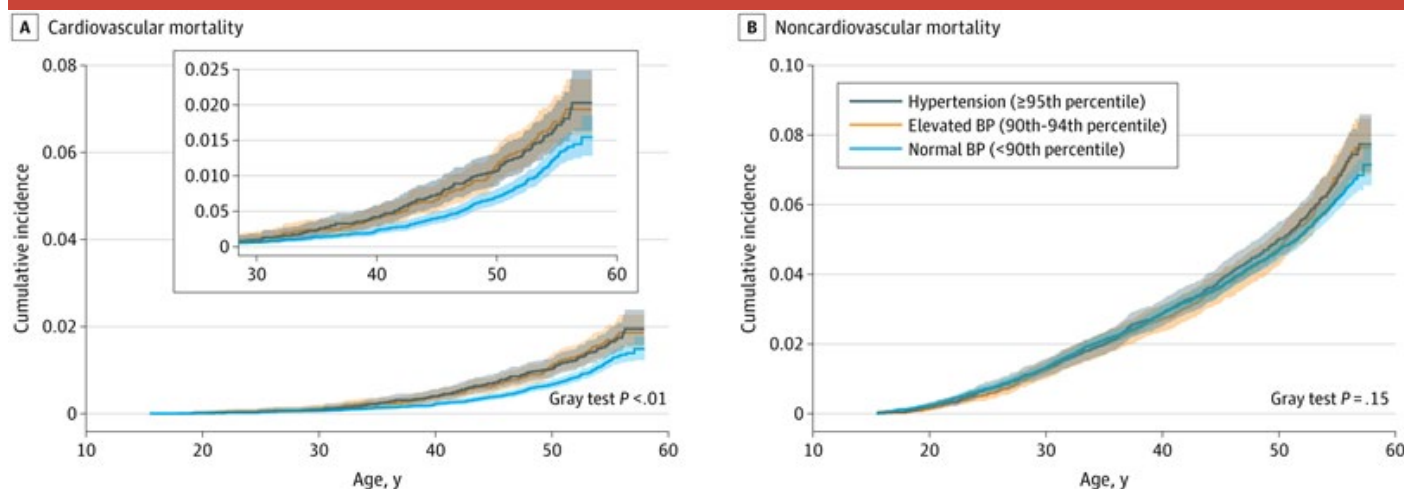 A Cardiovascular mortality
0.08
0.06
0.04
0.02
0
Cumulative incidence
10 20 30 40 50 60
Age, y
0.025
0.020
0.015
0.010
0.05
0
30 40 50 60
Gray test P <.01
B Noncardiovascular mortality
0.10
0.08
0.06
0.04
0.02
0
Cumulative incidence
10 20 30 40 50 60
Age, y
Hypertension (≥95th percentile)
Elevated BP (90th-94th percentile)
Normal BP (<90th percentile)
Gray test P = .15